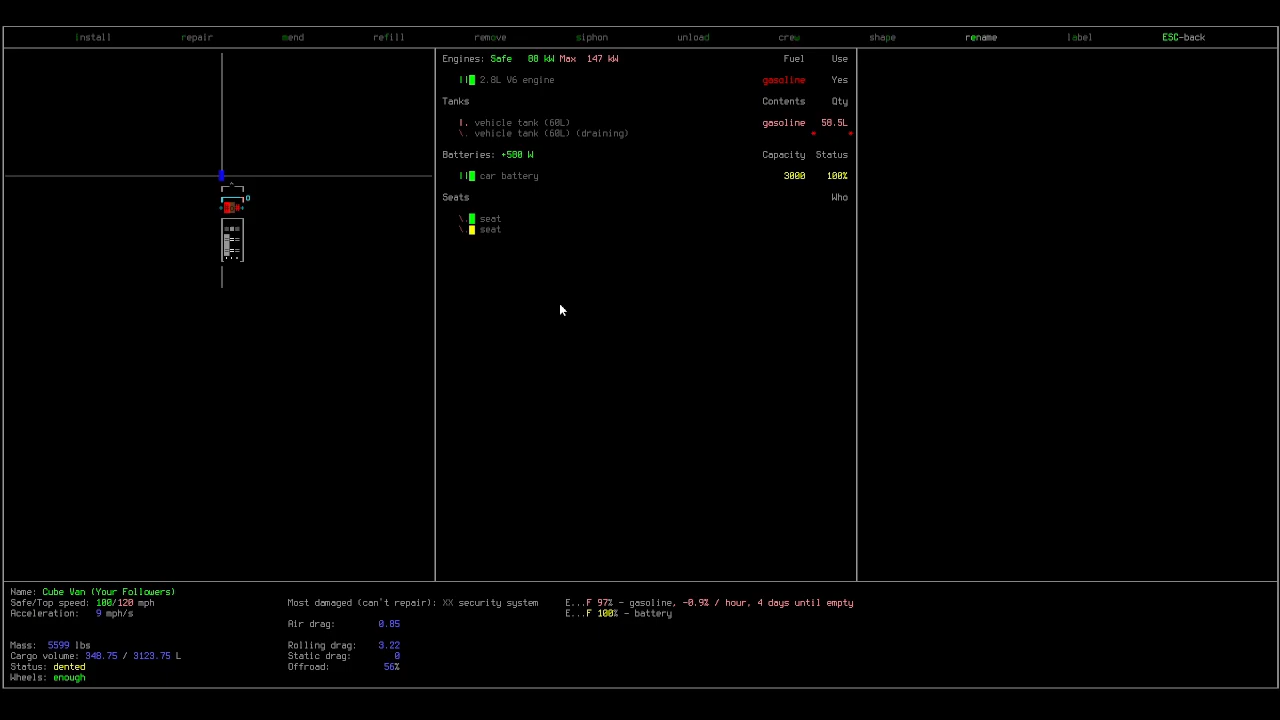 install repair mend refill remove siphon unload crew shape rename label ESC-back
Engines: Safe 80 kW Max 147 kW Fuel Use
2.8L V6 engine gasoline Yes
Tanks Contents Qty
vehicle tank (60L) gasoline 58.5L
vehicle tank (60L) (draining)
Batteries: +500 W Capacity Status
car battery 3000 100%
Seats Who
seat
seat
Name: Cube Van (Your Followers)
Safe/Top speed: 100/120 mph Most damaged (can't repair): XX security system E...F 97% - gasoline, -0.9% / hour, 4 days until empty
Acceleration: 9 mph/s E...F 100% - battery
Air drag: 0.85
Mass: 5599 lbs Rolling drag: 3.22
Cargo volume: 348.75 / 3123.75 L Static drag: 0
Status: dented Offroad: 56%
Wheels: enough